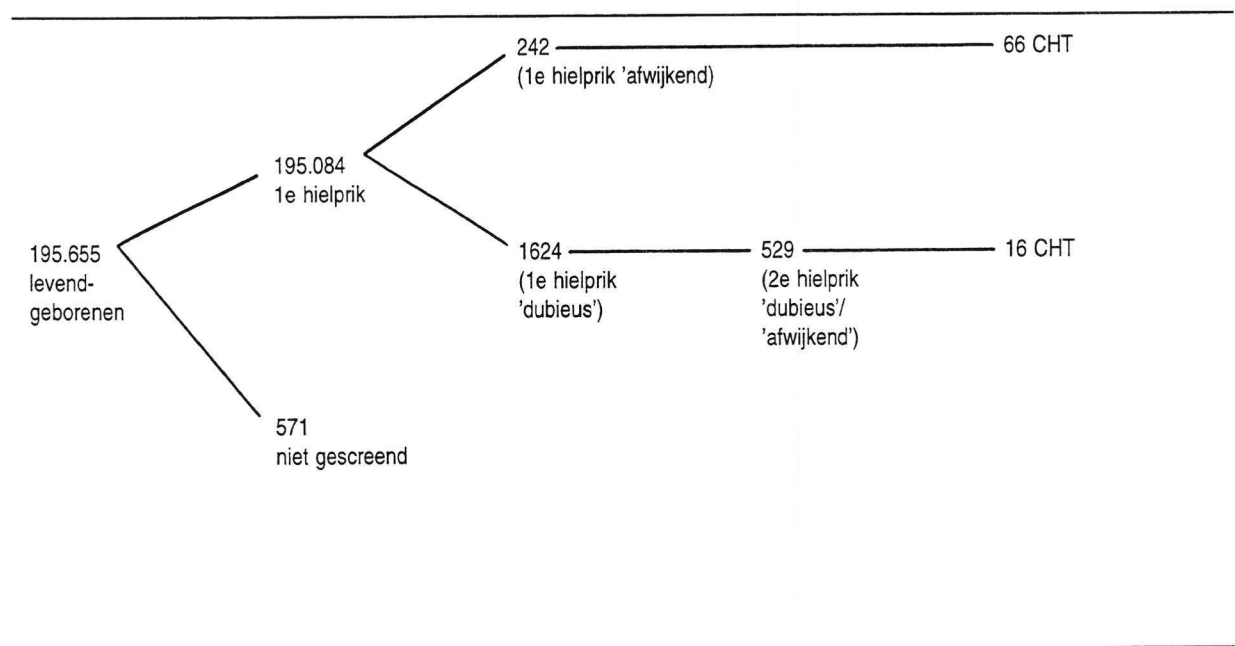 242
(1e hielprik 'afwijkend)
66 CHT
195.084
1e hielprik
195.655
levend-
geborenen
1624
(1e hielprik
'dubieus')
529
(2e hielprik
'dubieus'/
'afwijkend')
16 CHT
571
niet gescreend